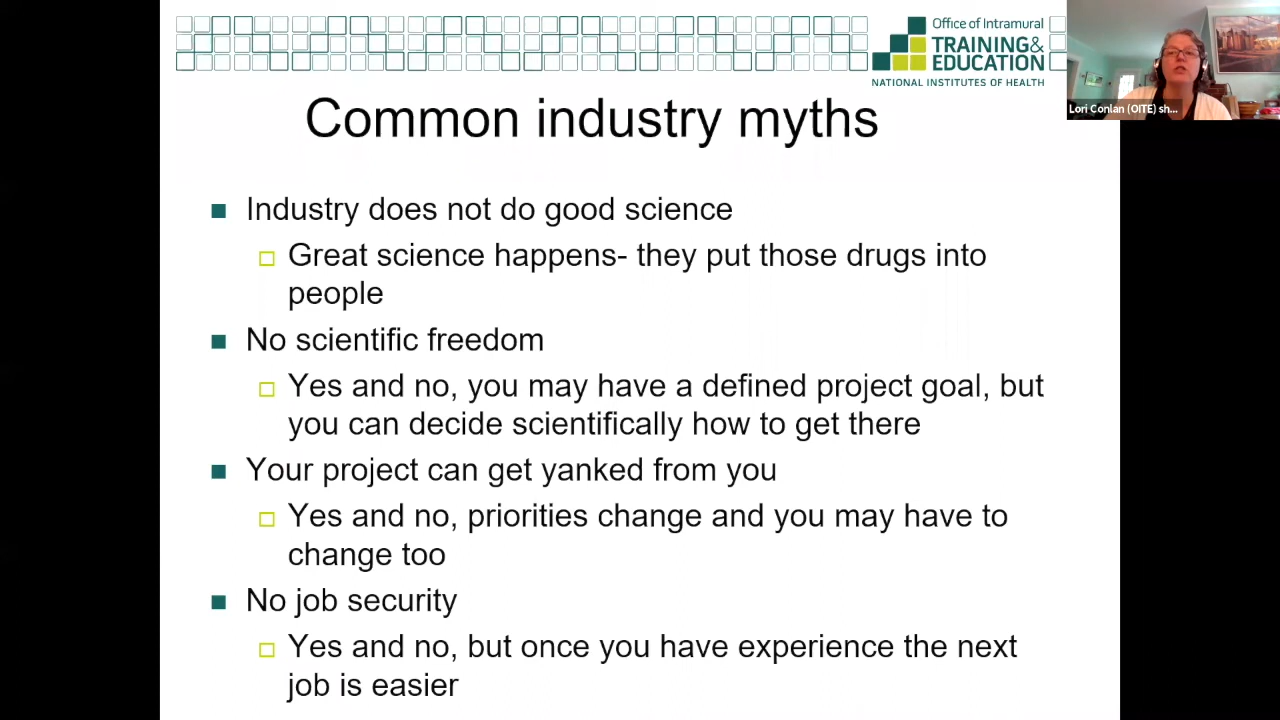 Office of Intramural
TRAINING&
EDUCATION
NATIONAL INSTITUTES OF HEALTH
Lori Conlan (OITE) sh...
Common industry myths
Industry does not do good science
Great science happens- they put those drugs into
people
No scientific freedom
Yes and no, you may have a defined project goal, but
you can decide scientifically how to get there
Your project can get yanked from you
Yes and no, priorities change and you may have to
change too
No job security
Yes and no, but once you have experience the next
job is easier